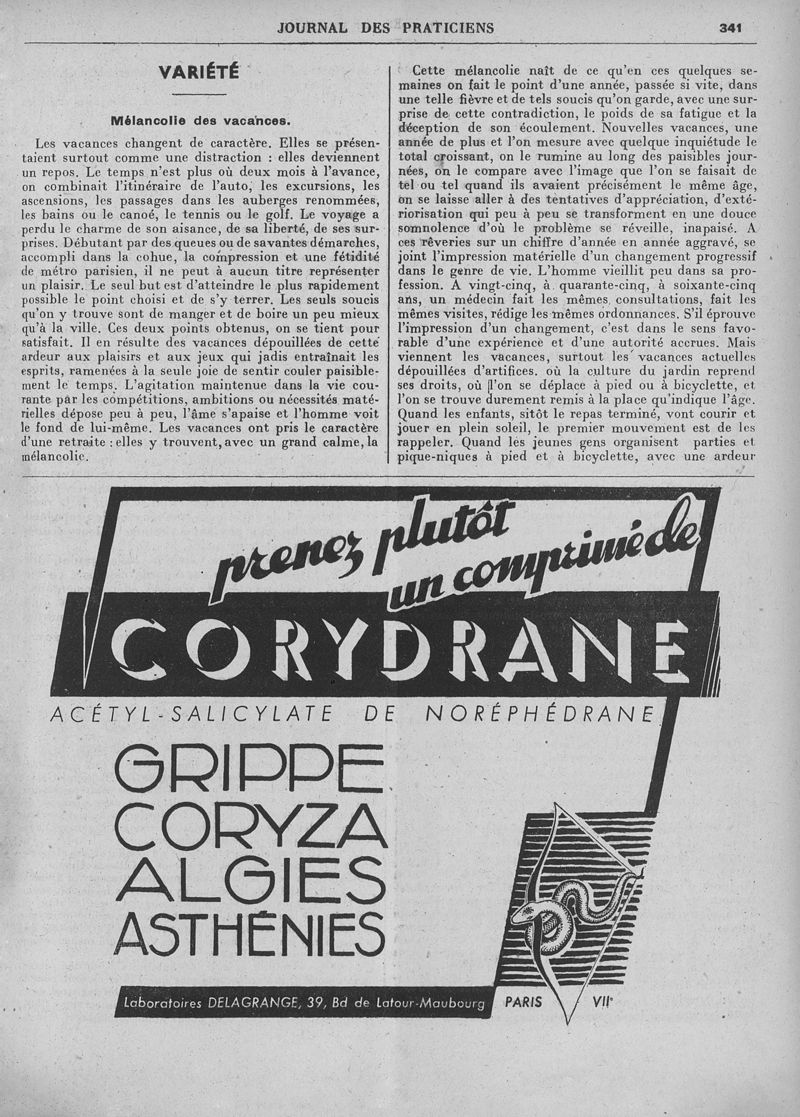 JOURNAL DES PRATICIENS
341
VARIÉTÉ
Mélancolie des vacances.
Les vacances changent de caractère. Elles se présen-
taient surtout comme une distraction : elles deviennent
un repos. Le temps n'est plus où deux mois à l'avance,
on combinait l'itinéraire de l'auto, les excursions, les
ascensions, les passages dans les auberges renommées,
les bains ou le canoé, le tennis ou le golf. Le voyage a
perdu le charme de son aisance, de sa liberté, de ses sur-
prises. Débutant par des queues ou de savantes démarches,
accompli dans la cohue, la compression et une fétidité
de métro parisien, il ne peut à aucun titre représenter
un plaisir. Le seul but est d'atteindre le plus rapidement
possible le point choisi et de s'y terrer. Les seuls soucis
qu'on y trouve sont de manger et de boire un peu mieux
qu'à la ville. Ces deux points obtenus, on se tient pour
satisfait. Il en résulte des vacances dépouillées de cette
ardeur aux plaisirs et aux jeux qui jadis entraînait les
esprits, ramenées à la seule joie de sentir couler paisible-
ment le temps. L'agitation maintenue dans la vie cou-
rante par les compétitions, ambitions ou nécessités maté-
rielles dépose peu à peu, l'âme s'apaise et l'homme voit
le fond de lui-même. Les vacances ont pris le caractère
d'une retraite : elles y trouvent, avec un grand calme, la
mélancolie.
Cette mélancolie naît de ce qu'en ces quelques se-
maines on fait le point d'une année, passée si vite, dans
une telle fièvre et de tels soucis qu'on garde, avec une sur-
prise de cette contradiction, le poids de sa fatigue et la
déception de son écoulement. Nouvelles vacances, une
année de plus et l'on mesure avec quelque inquiétude le
total croissant, on le rumine au long des paisibles jour-
nées, on le compare avec l'image que l'on se faisait de
tel ou tel quand ils avaient précisément le même âge,
on se laisse aller à des tentatives d'appréciation, d'exté-
riorisation qui peu à peu se transforment en une douce
somnolence d'où le problème se réveille, inapaisé. A
ces rêveries sur un chiffre d'année en année aggravé, se
joint l'impression matérielle d'un changement progressif
dans le genre de vie. L'homme vieillit peu dans sa pro-
fession. A vingt-cinq, à quarante-cinq, à soixante-cinq
ans, un médecin fait les mêmes consultations, fait les
mêmes visites, rédige les mêmes ordonnances. S'il éprouve
l'impression d'un changement, c'est dans le sens favo-
rable d'une expérience et d'une autorité accrues. Mais
viennent les vacances, surtout les vacances actuelles
dépouillées d'artifices. où la culture du jardin reprend
ses droits, où l'on se déplace à pied ou à bicyclette, et
l'on se trouve durement remis à la place qu'indique l'âge.
Quand les enfants, sitôt le repas terminé, vont courir et
jouer en plein soleil, le premier mouvement est de les
rappeler. Quand les jeunes gens organisent parties et
pique-niques à pied et à bicyclette, avec une ardeur
prenez plutôt
un comprimé de
CORYDRANE
ACÉTYL-SALICYLATE DE NORÉPHÉDRANE
GRIPPE
CORYZA
ALGIES
ASTHÉNIES
Laboratoires DELAGRANGE, 39, Bd de Latour-Maubourg PARIS VIIe